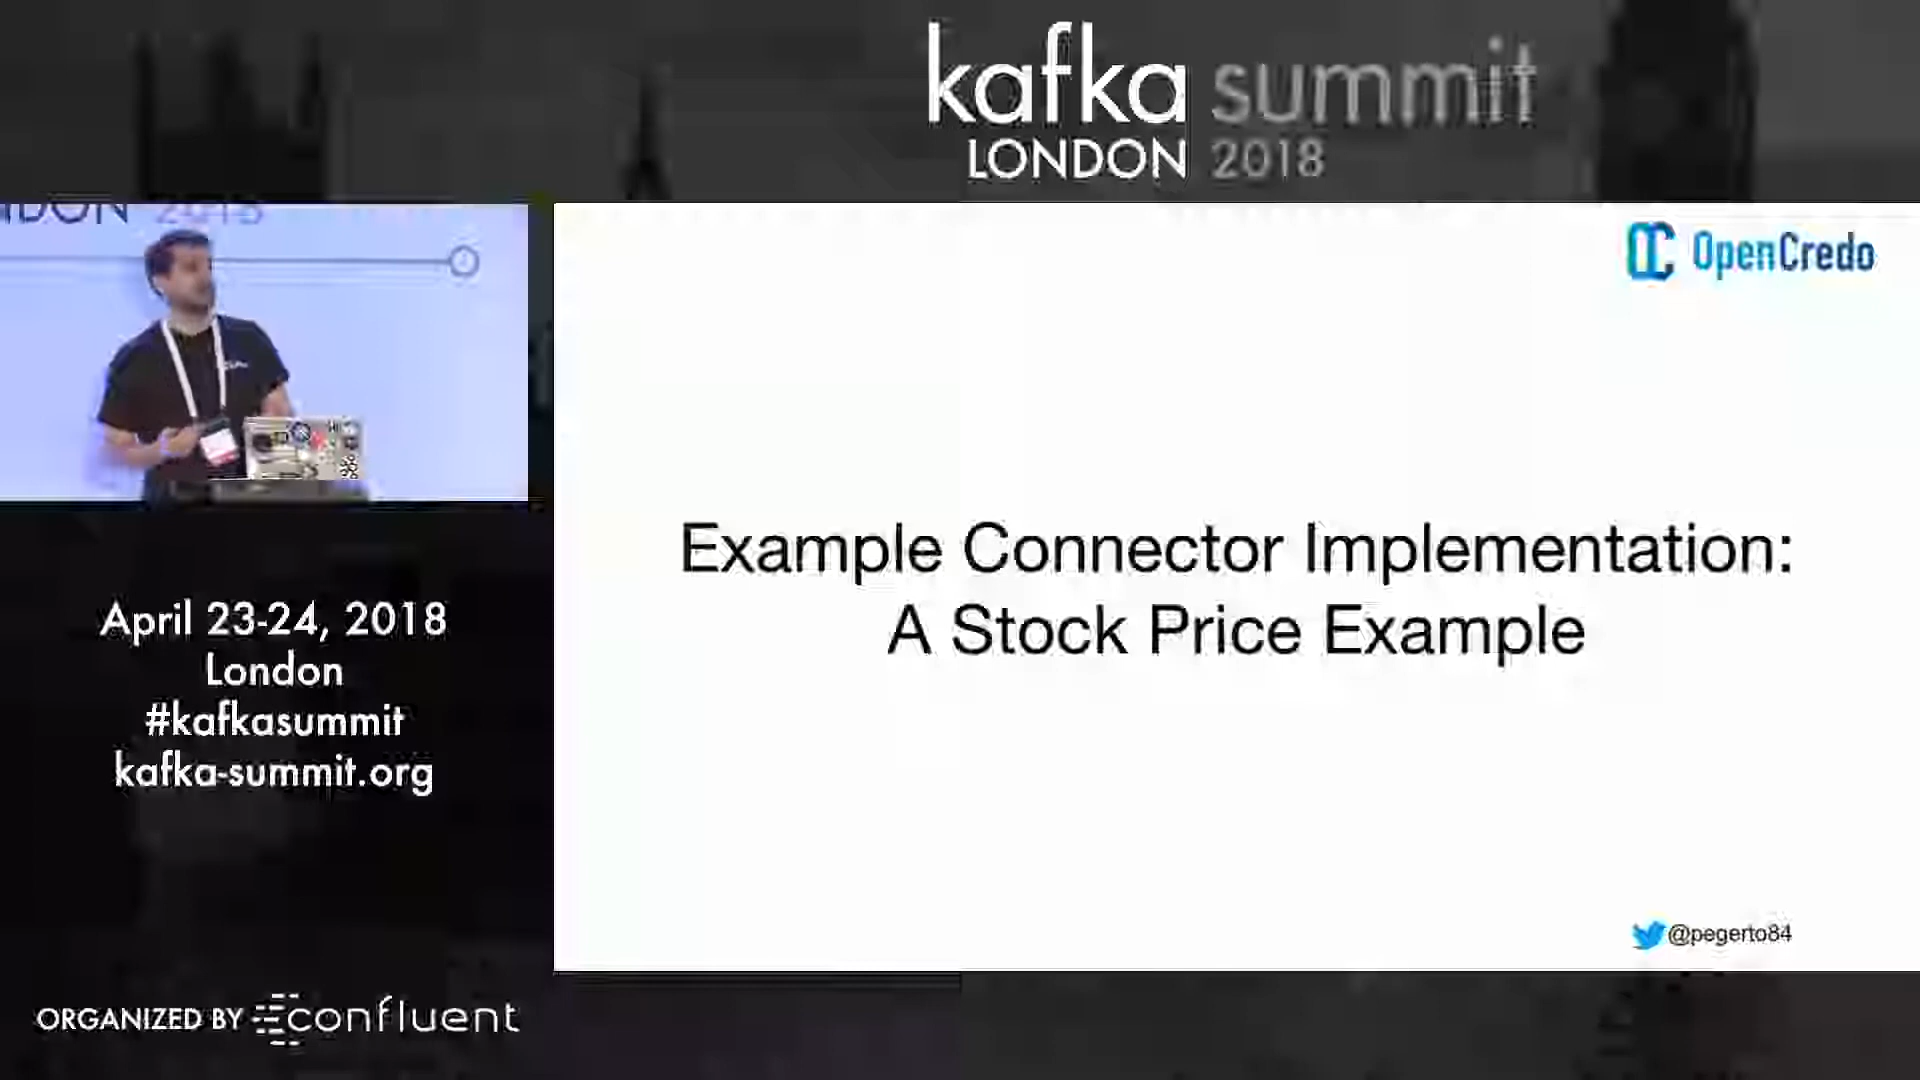 kafka summit
LONDON 2018
OpenCredo
Example Connector Implementation:
A Stock Price Example
April 23-24, 2018
London
#kafkasummit
kafka-summit.org
@pegerto84
ORGANIZED BY confluent